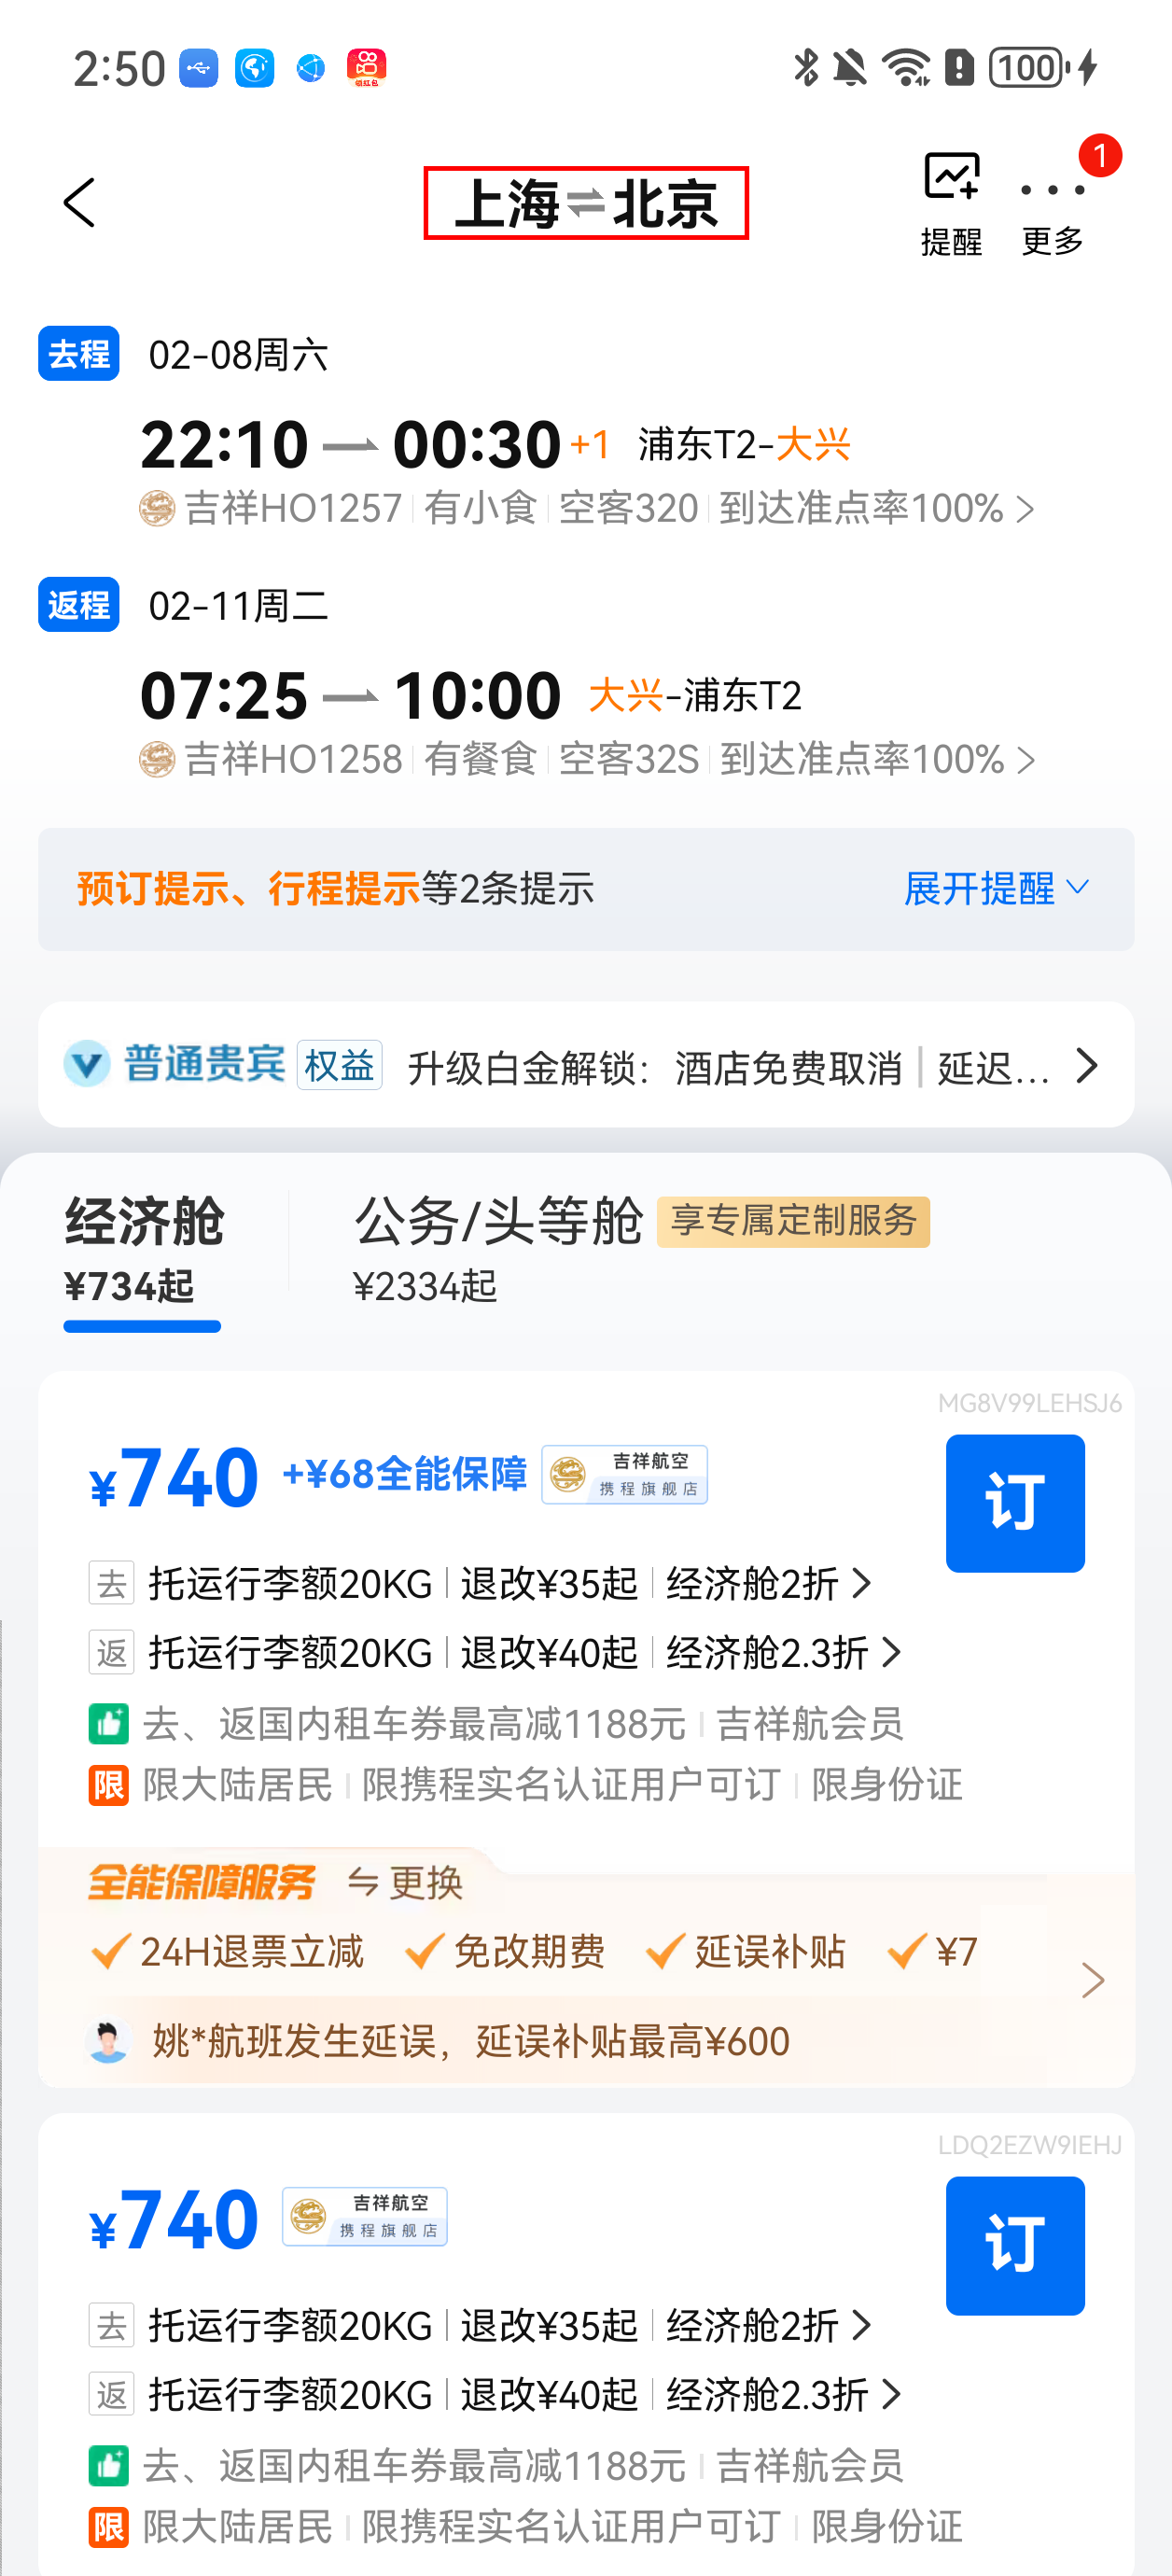 2:50 领红包 100
上海⇌北京
提醒 更多 1
去程 02-08周六
22:10 00:30 +1 浦东T2-大兴
吉祥HO1257 有小食 空客320 到达准点率100%
返程 02-11周二
07:25 10:00 大兴-浦东T2
吉祥HO1258 有餐食 空客32S 到达准点率100%
预订提示、行程提示等2条提示 展开提醒
普通贵宾 权益 升级白金解锁：酒店免费取消 | 延迟...
经济舱 公务/头等舱 享专属定制服务
¥734起 ¥2334起
MG8V99LEHSJ6
¥740 +¥68全能保障 吉祥航空 携程旗舰店 订
去 托运行李额20KG 退改¥35起 经济舱2折
返 托运行李额20KG 退改¥40起 经济舱2.3折
去、返国内租车券最高减1188元 吉祥航会员
限 限大陆居民 限携程实名认证用户可订 限身份证
全能保障服务 更换
24H退票立减 免改期费 延误补贴 ¥7
姚*航班发生延误，延误补贴最高¥600
LDQ2EZW9IEHJ
¥740 吉祥航空 携程旗舰店 订
去 托运行李额20KG 退改¥35起 经济舱2折
返 托运行李额20KG 退改¥40起 经济舱2.3折
去、返国内租车券最高减1188元 吉祥航会员
限 限大陆居民 限携程实名认证用户可订 限身份证